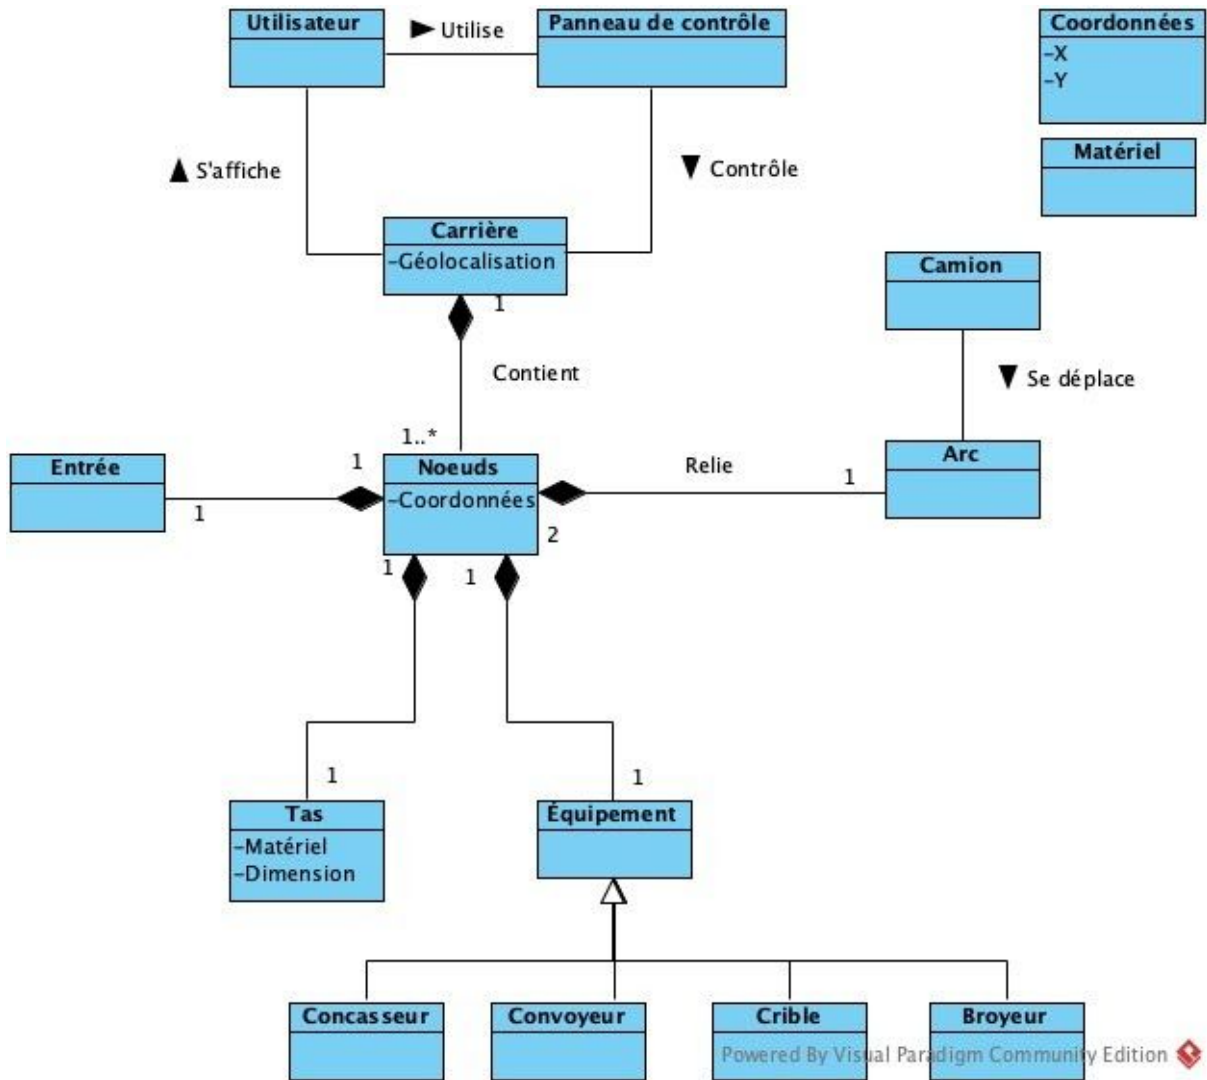 Utilisateur
Utilise
Panneau de contrôle
Coordonnées
-X
-Y
Matériel
S'affiche
Contrôle
Carrière
-Géolocalisation
1
Camion
Contient
Se déplace
1..*
Entrée
1
1
Noeuds
-Coordonnées
Relie
1
Arc
2
1
1
1
1
Tas
-Matériel
-Dimension
Équipement
Concasseur
Convoyeur
Crible
Broyeur
Powered By Visual Paradigm Community Edition